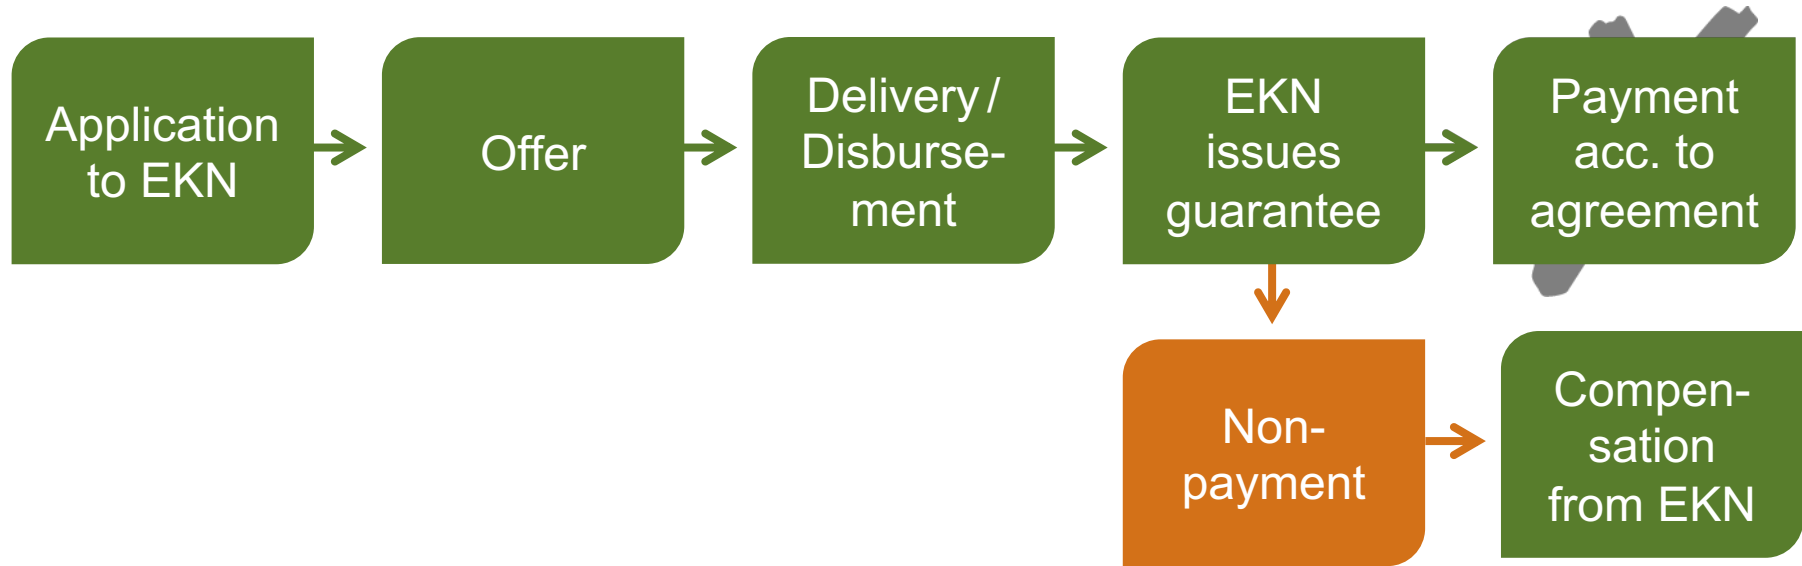 Application
to EKN
Offer
Delivery /
Disburse-
ment
EKN
issues
guarantee
Payment
acc. to
agreement
Non-
payment
Compen-
sation
from EKN